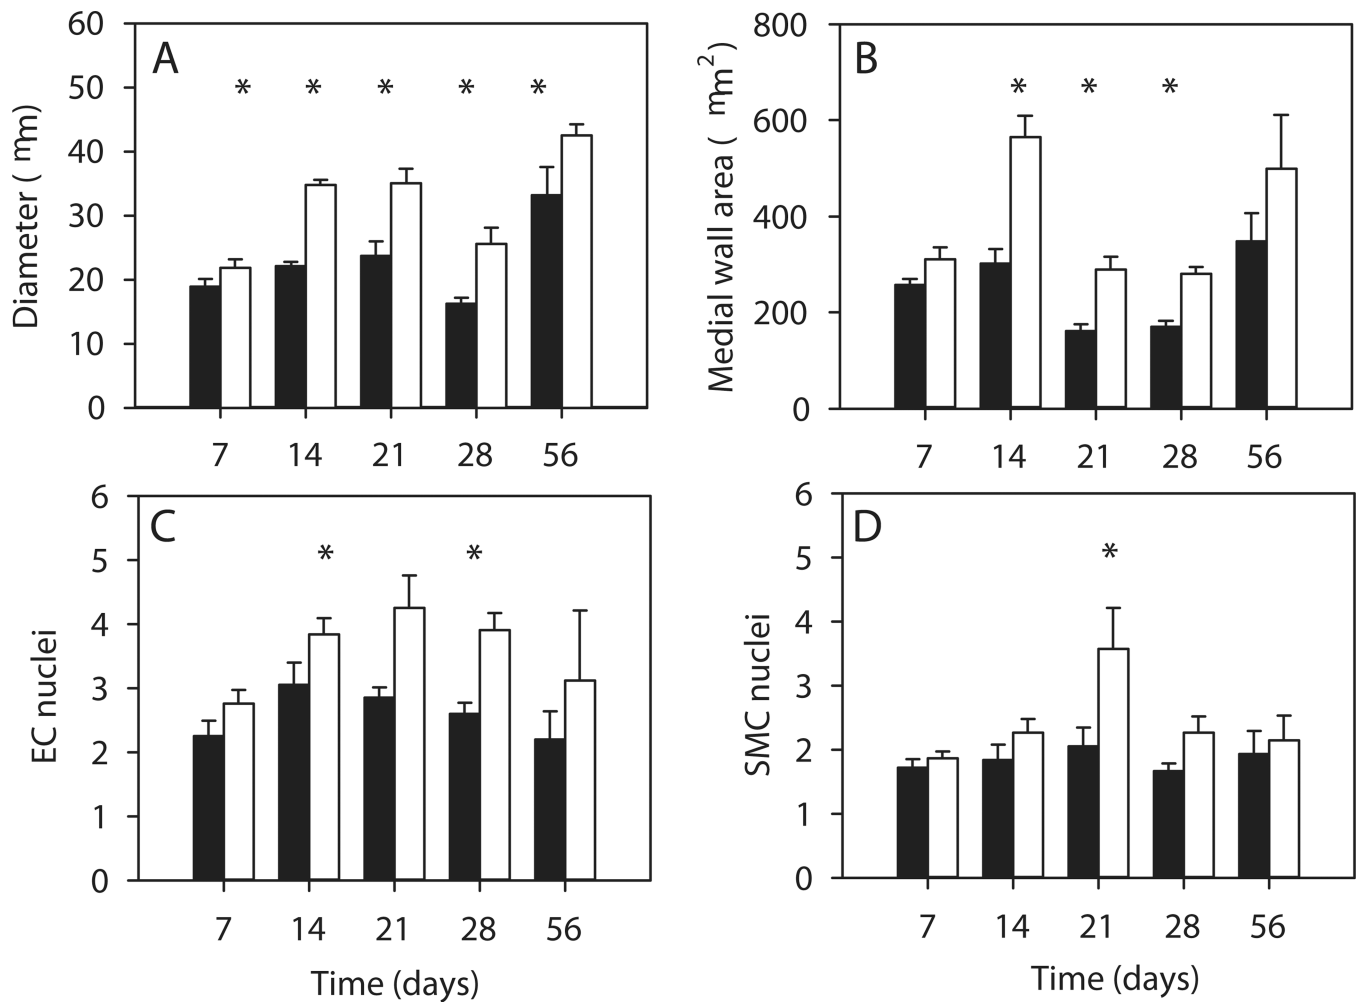 A
Diameter ( mm)
60
50
40
30
20
10
0
* * * * *
7 14 21 28 56
B
Medial wall area ( mm2)
800
600
400
200
0
* * *
7 14 21 28 56
C
EC nuclei
6
5
4
3
2
1
0
* *
7 14 21 28 56
Time (days)
D
SMC nuclei
6
5
4
3
2
1
0
*
7 14 21 28 56
Time (days)